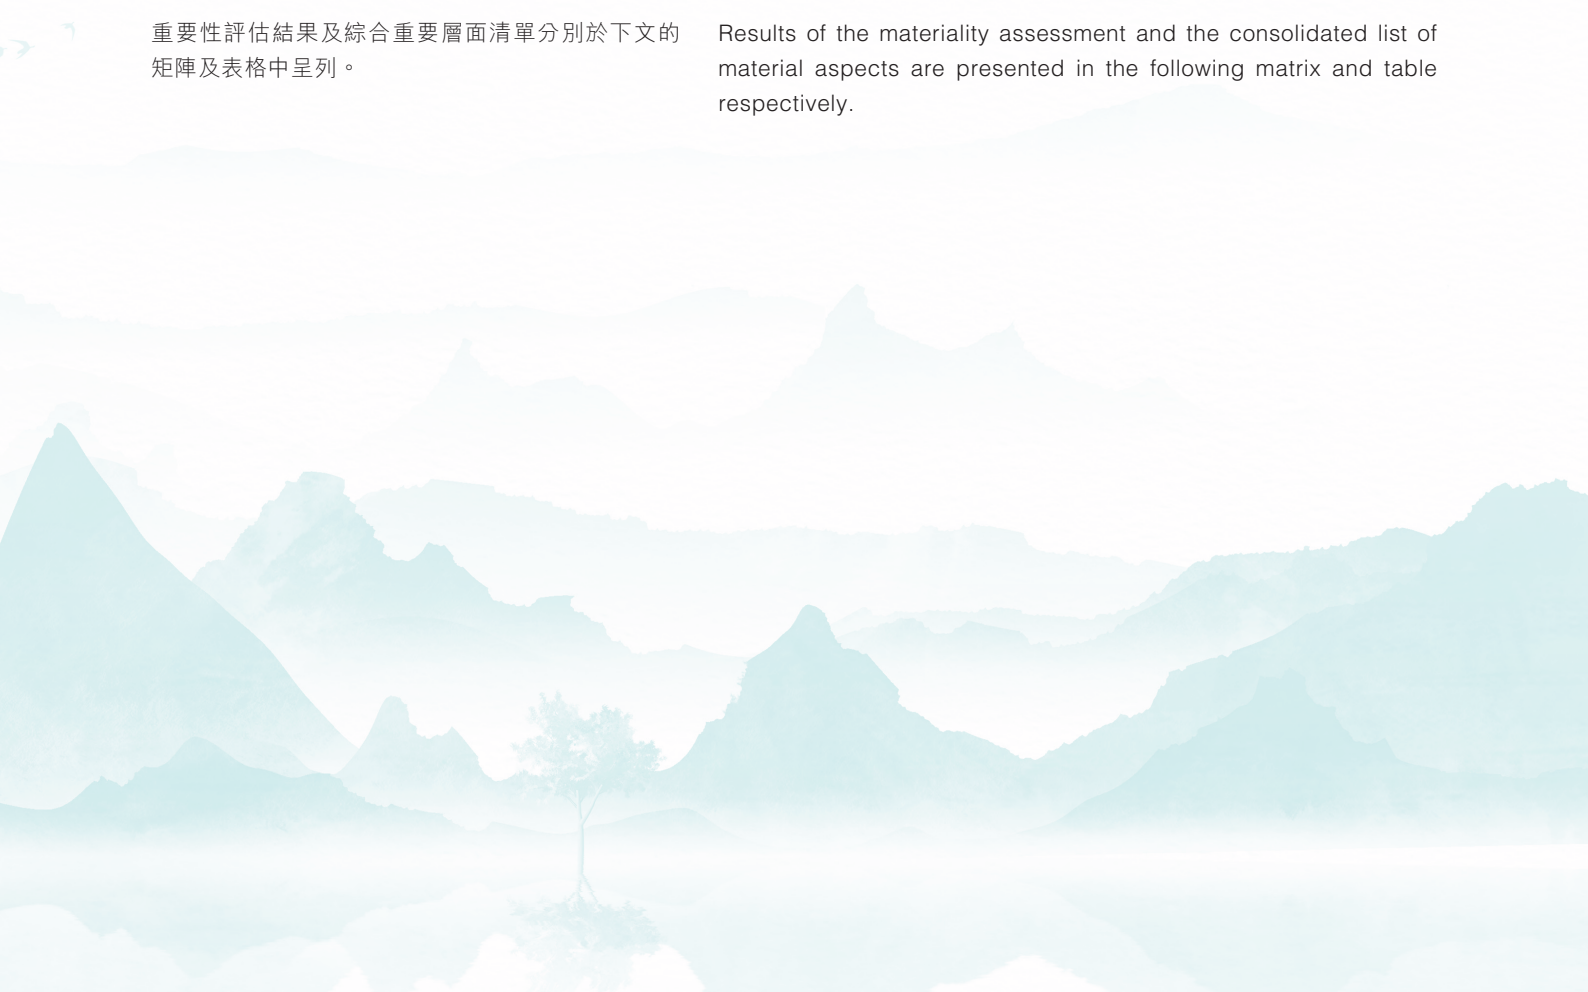 重要性評估結果及綜合重要層面清單分別於下文的
矩陣及表格中呈列。
Results of the materiality assessment and the consolidated list of
material aspects are presented in the following matrix and table
respectively.